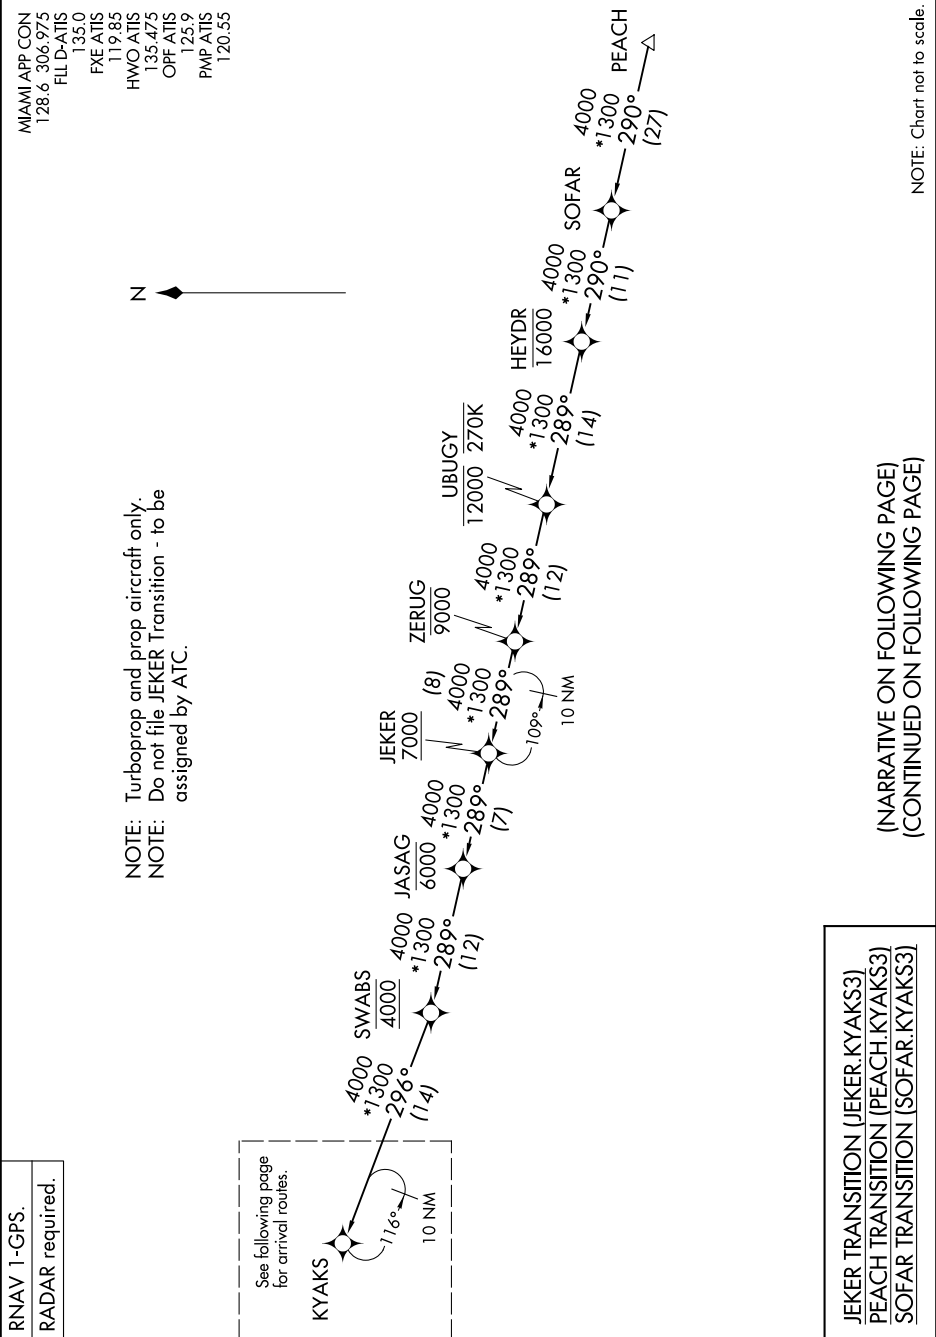 RNAV 1-GPS.
RADAR required.
MIAMI APP CON
128.6 306.975
FLL D-ATIS
135.0
FXE ATIS
119.85
HWO ATIS
135.475
OPF ATIS
125.9
PMP ATIS
120.55
N
NOTE: Turboprop and prop aircraft only.
NOTE: Do not file JEKER Transition - to be
assigned by ATC.
See following page
for arrival routes.
KYAKS
116°
10 NM
4000
*1300
296°
(14)
SWABS
4000
4000
*1300
289°
(12)
JASAG
6000
4000
*1300
289°
(7)
JEKER
7000
109°
10 NM
(8)
4000
*1300
289°
ZERUG
9000
4000
*1300
289°
(12)
UBUGY
12000 270K
4000
*1300
289°
(14)
HEYDR
16000
4000
*1300
290°
(11)
SOFAR
4000
*1300
290°
(27)
PEACH
JEKER TRANSITION (JEKER.KYAKS3)
PEACH TRANSITION (PEACH.KYAKS3)
SOFAR TRANSITION (SOFAR.KYAKS3)
(NARRATIVE ON FOLLOWING PAGE)
(CONTINUED ON FOLLOWING PAGE)
NOTE: Chart not to scale.